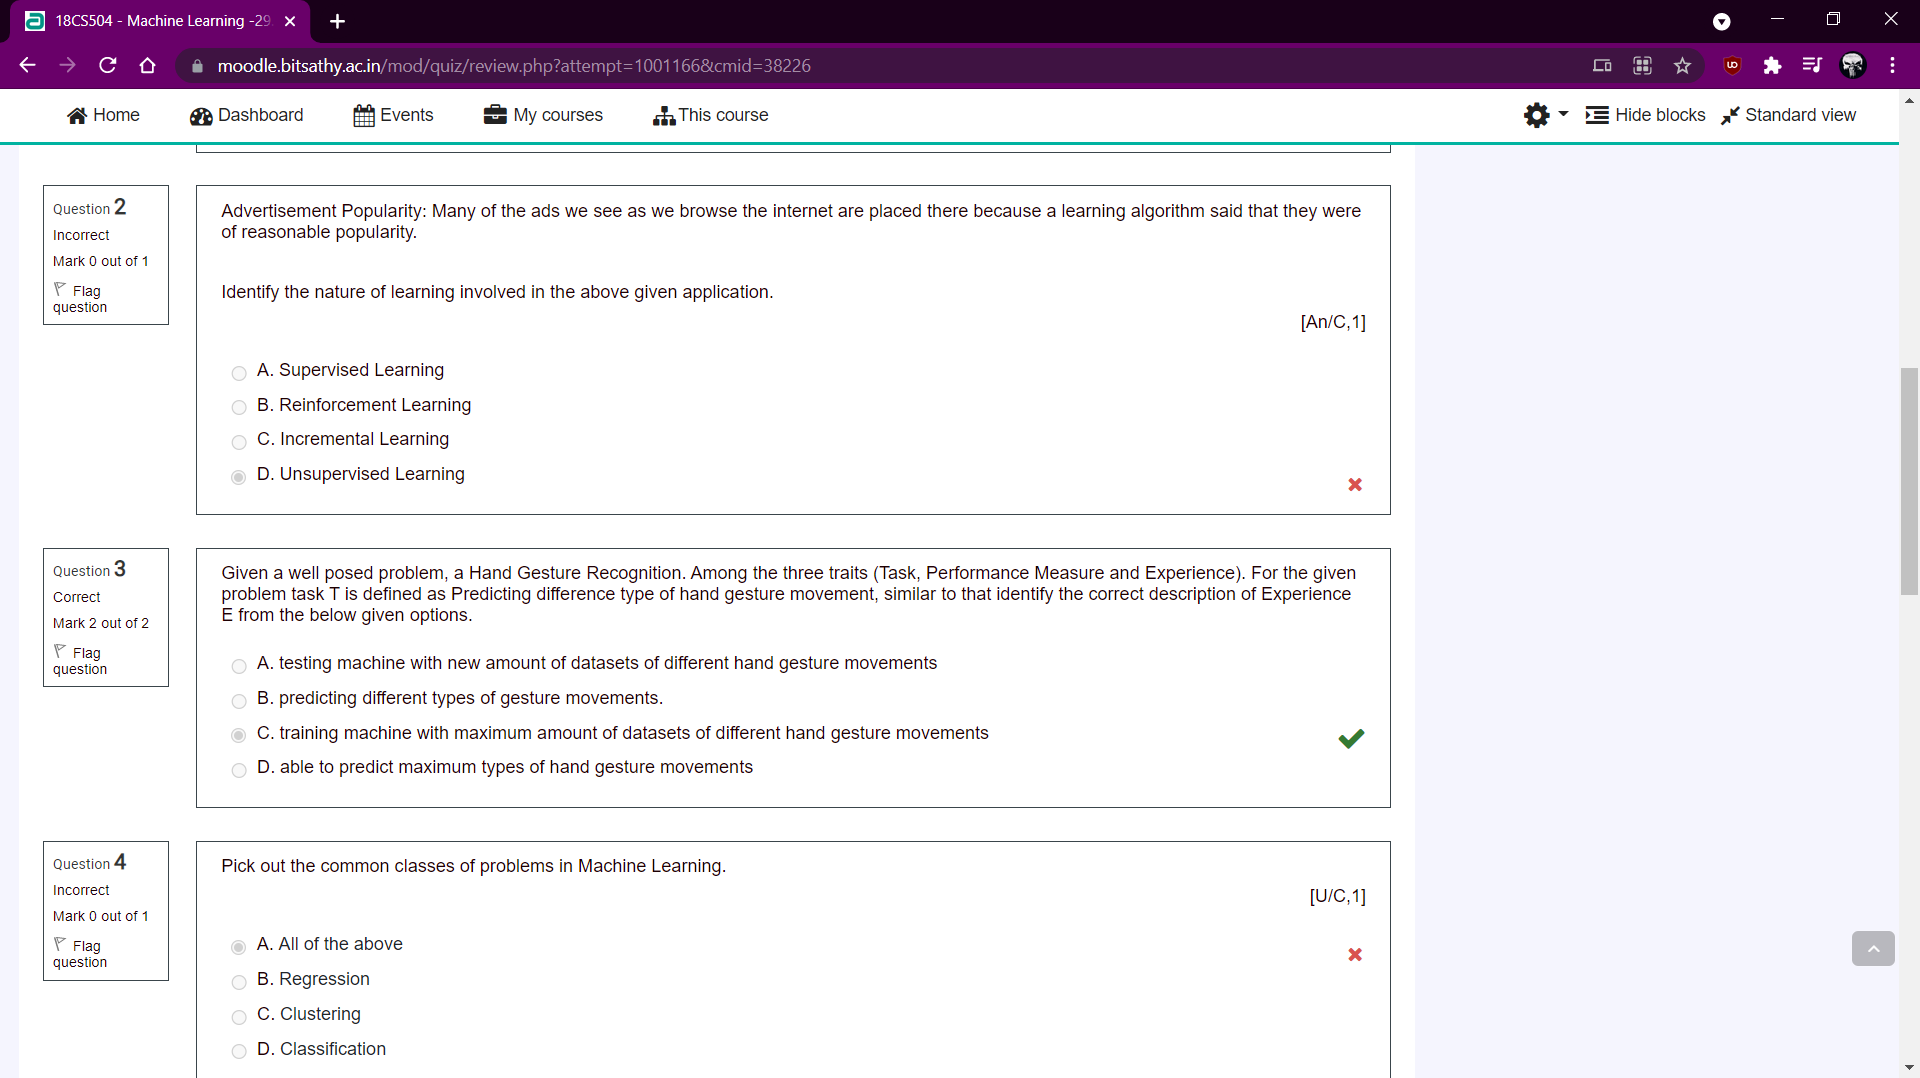 18CS504 - Machine Learning -29
moodle.bitsathy.ac.in/mod/quiz/review.php?attempt=1001166&cmid=38226
Home
Dashboard
Events
My courses
This course
Hide blocks
Standard view
Question 2
Incorrect
Mark 0 out of 1
Flag
question
Advertisement Popularity: Many of the ads we see as we browse the internet are placed there because a learning algorithm said that they were
of reasonable popularity.
Identify the nature of learning involved in the above given application.
[An/C,1]
A. Supervised Learning
B. Reinforcement Learning
C. Incremental Learning
D. Unsupervised Learning
Question 3
Correct
Mark 2 out of 2
Flag
question
Given a well posed problem, a Hand Gesture Recognition. Among the three traits (Task, Performance Measure and Experience). For the given
problem task T is defined as Predicting difference type of hand gesture movement, similar to that identify the correct description of Experience
E from the below given options.
A. testing machine with new amount of datasets of different hand gesture movements
B. predicting different types of gesture movements.
C. training machine with maximum amount of datasets of different hand gesture movements
D. able to predict maximum types of hand gesture movements
Question 4
Incorrect
Mark 0 out of 1
Flag
question
Pick out the common classes of problems in Machine Learning.
[U/C,1]
A. All of the above
B. Regression
C. Clustering
D. Classification